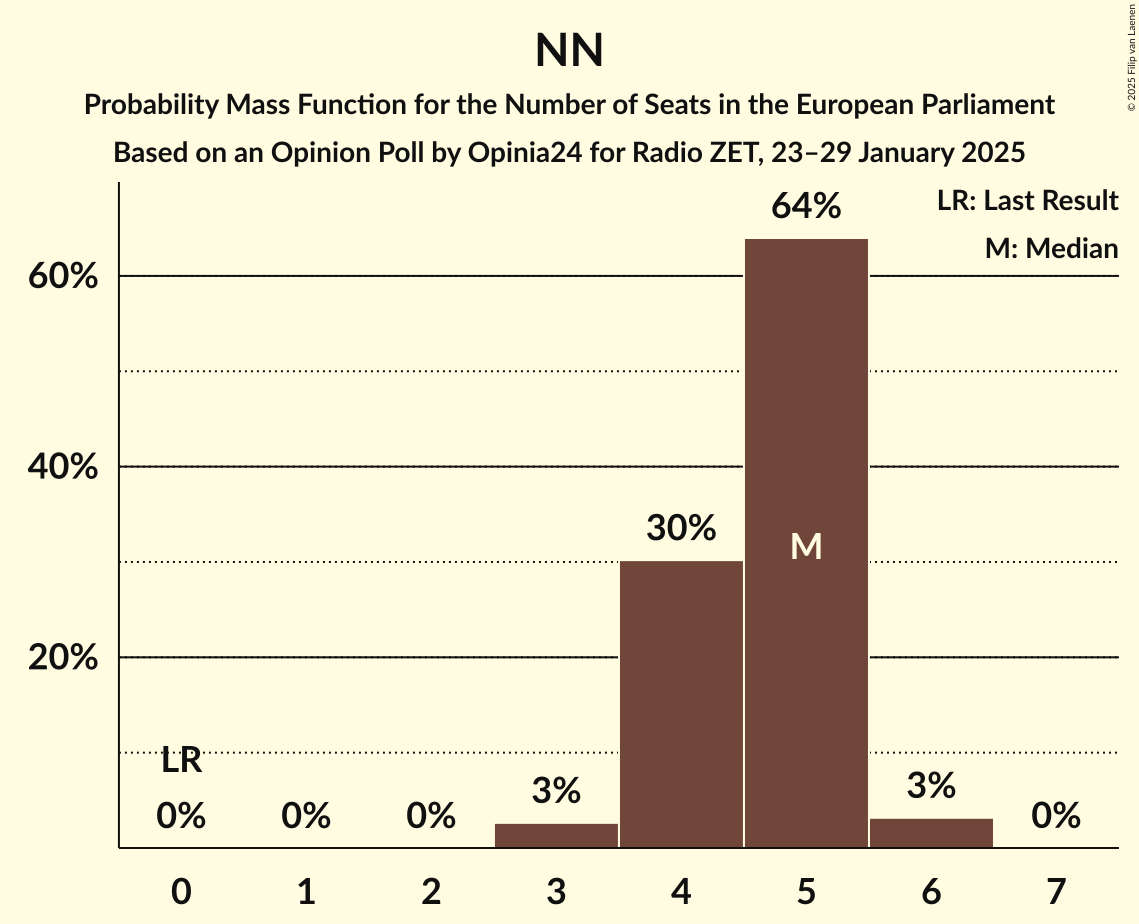 NN
Probability Mass Function for the Number of Seats in the European Parliament
Based on an Opinion Poll by Opinia24 for Radio ZET, 23–29 January 2025
© 2025 Filip van Laenen
LR: Last Result
M: Median
64%
60%
40%
30%
M
20%
LR
0%
0%
0%
3%
3%
0%
0 1 2 3 4 5 6 7